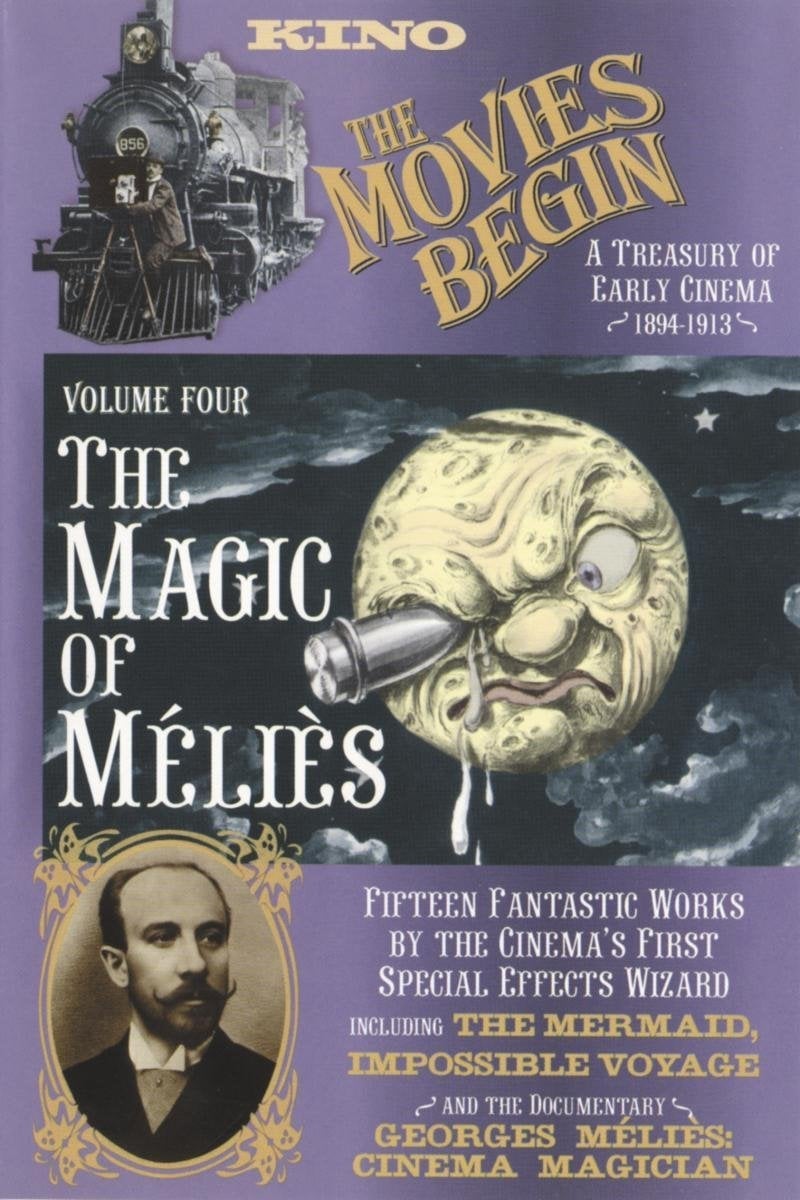 KINO
THE
MOVIES
BEGIN
A TREASURY OF
EARLY CINEMA
1894-1913
856
VOLUME FOUR
THE
MAGIC
OF
MÉLIÈS
FIFTEEN FANTASTIC WORKS
BY THE CINEMA'S FIRST
SPECIAL EFFECTS WIZARD
INCLUDING THE MERMAID,
IMPOSSIBLE VOYAGE
AND THE DOCUMENTARY
GEORGES MÉLIÈS:
CINEMA MAGICIAN